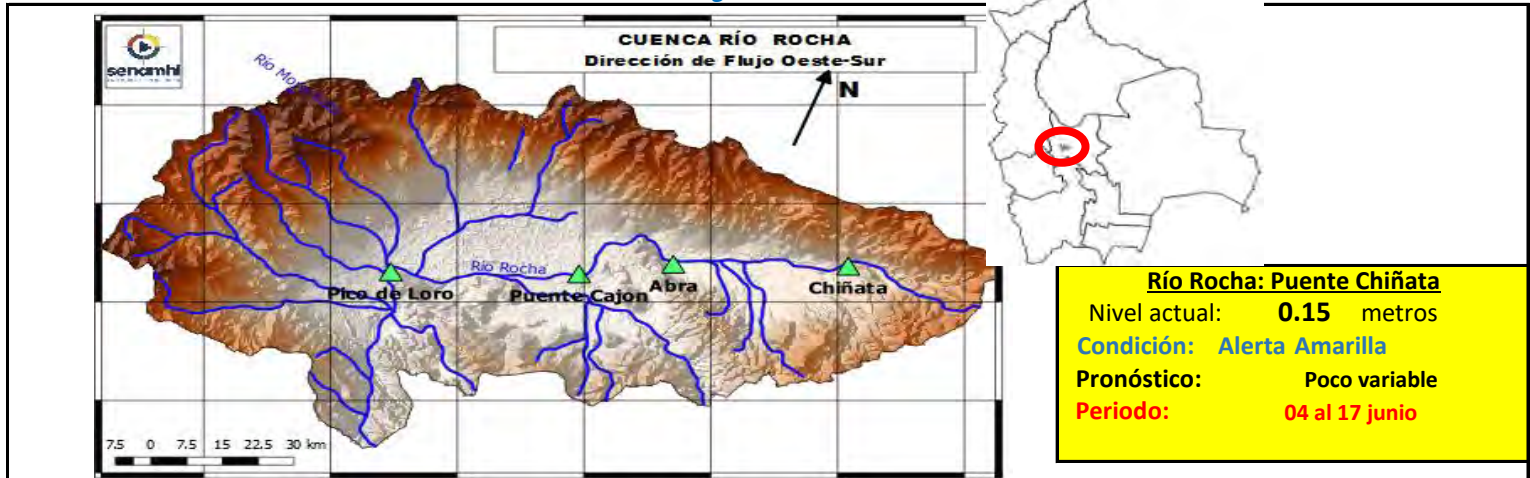 senamhi
CUENCA RÍO ROCHA
Dirección de Flujo Oeste-Sur
N
Río Rocha
Pico de Loro
Puente Cajon
Abra
Chiñata
7.5 0 7.5 15 22.5 30 km
Río Rocha: Puente Chiñata
Nivel actual: 0.15 metros
Condición: Alerta Amarilla
Pronóstico: Poco variable
Periodo: 04 al 17 junio